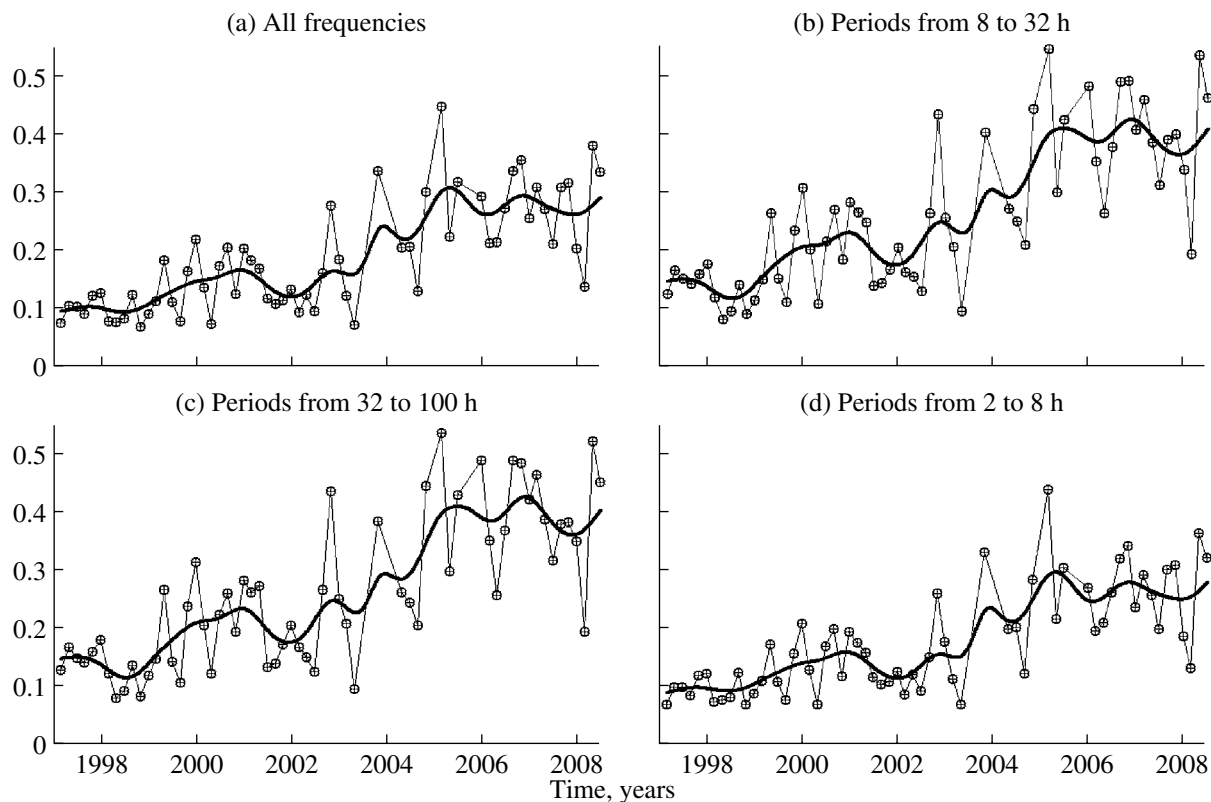 (a) All frequencies
(b) Periods from 8 to 32 h
0.5
0.4
0.3
0.2
0.1
0
(c) Periods from 32 to 100 h
(d) Periods from 2 to 8 h
0.5
0.4
0.3
0.2
0.1
0
1998 2000 2002 2004 2006 2008
1998 2000 2002 2004 2006 2008
Time, years